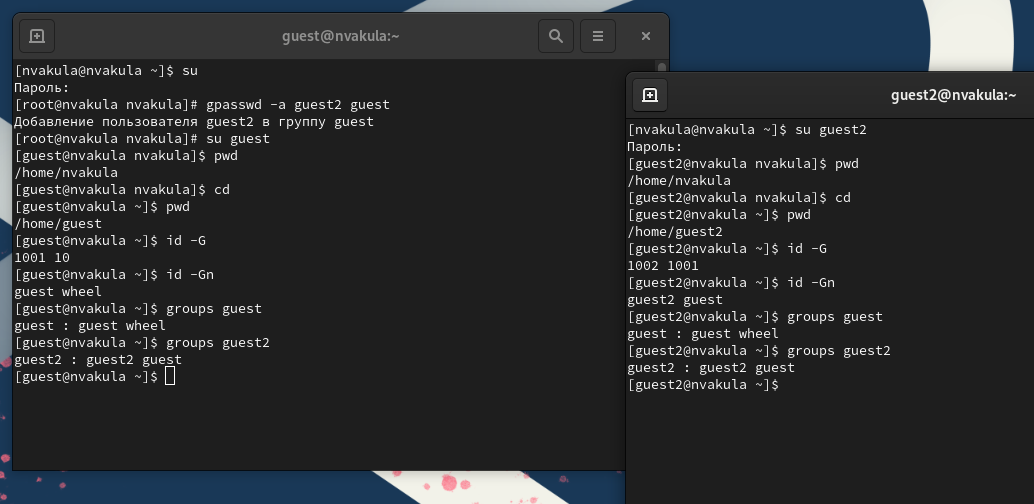 guest@nvakula:~
[nvakula@nvakula ~]$ su
Пароль:
[root@nvakula nvakula]# gpasswd -a guest2 guest
Добавление пользователя guest2 в группу guest
[root@nvakula nvakula]# su guest
[guest@nvakula nvakula]$ pwd
/home/nvakula
[guest@nvakula nvakula]$ cd
[guest@nvakula ~]$ pwd
/home/guest
[guest@nvakula ~]$ id -G
1001 10
[guest@nvakula ~]$ id -Gn
guest wheel
[guest@nvakula ~]$ groups guest
guest : guest wheel
[guest@nvakula ~]$ groups guest2
guest2 : guest2 guest
[guest@nvakula ~]$
guest2@nvakula:~
[nvakula@nvakula ~]$ su guest2
Пароль:
[guest2@nvakula nvakula]$ pwd
/home/nvakula
[guest2@nvakula nvakula]$ cd
[guest2@nvakula ~]$ pwd
/home/guest2
[guest2@nvakula ~]$ id -G
1002 1001
[guest2@nvakula ~]$ id -Gn
guest2 guest
[guest2@nvakula ~]$ groups guest
guest : guest wheel
[guest2@nvakula ~]$ groups guest2
guest2 : guest2 guest
[guest2@nvakula ~]$